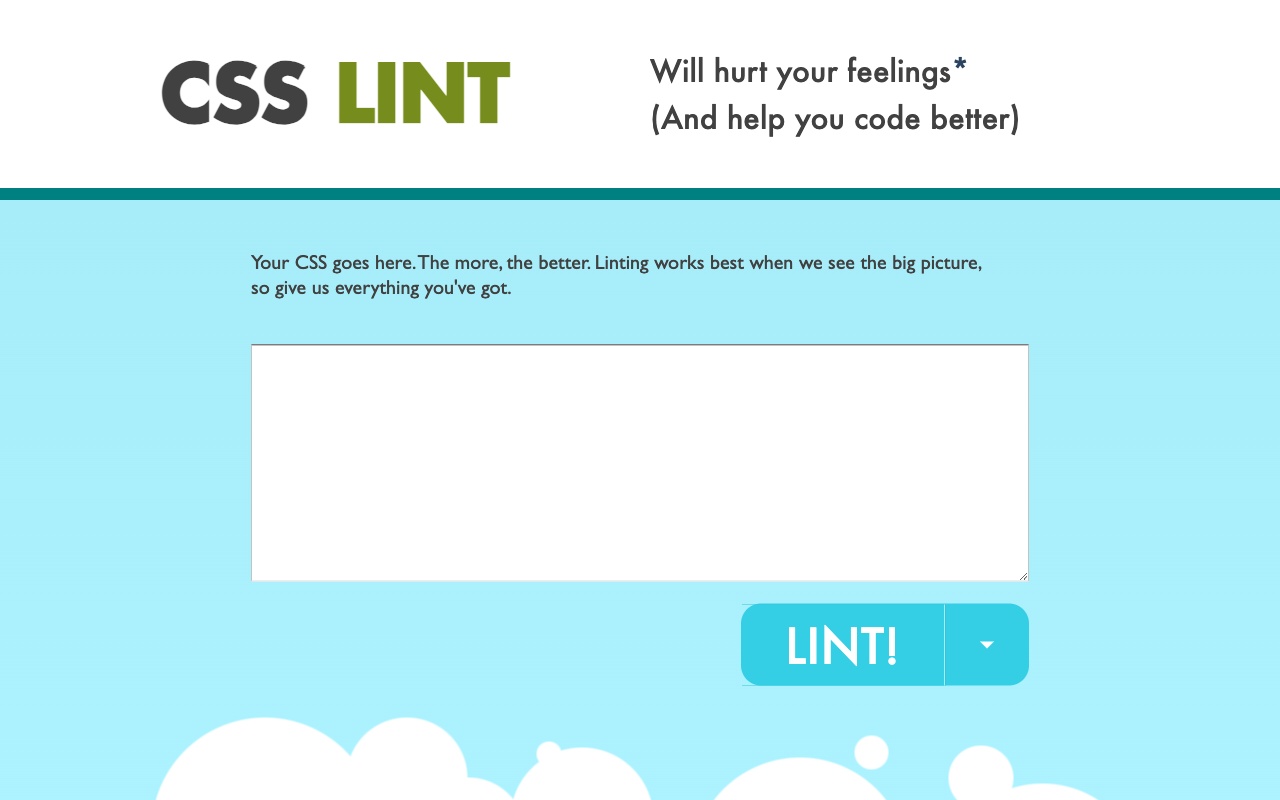 CSS LINT
Will hurt your feelings*
(And help you code better)
Your CSS goes here. The more, the better. Linting works best when we see the big picture,
so give us everything you've got.
LINT!